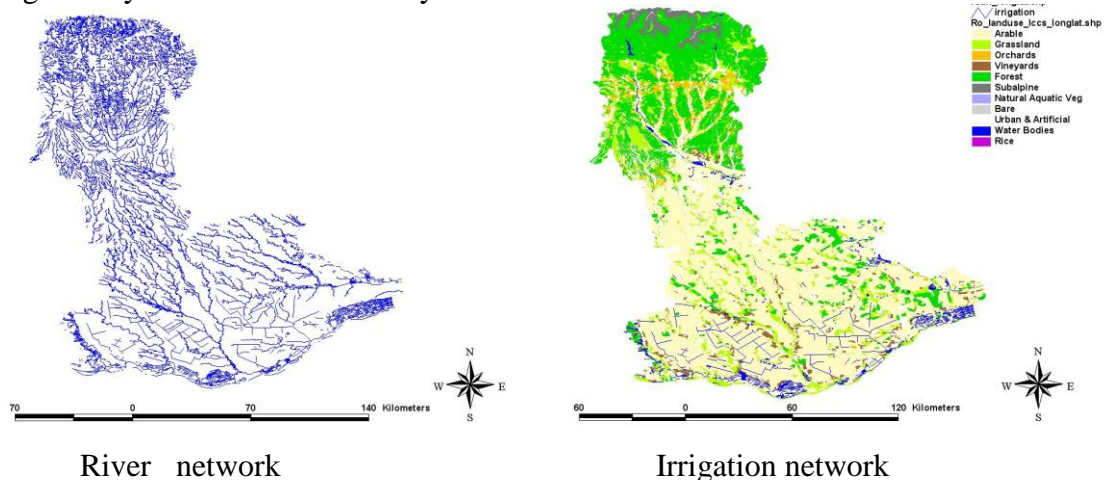 irrigation
Ro_landuse_lccs_longlat.shp
Arable
Grassland
Orchards
Vineyards
Forest
Subalpine
Natural Aquatic Veg
Bare
Urban & Artificial
Water Bodies
Rice
N
W E
S
70 0 70 140 Kilometers
N
W E
S
60 0 60 120 Kilometers
River network
Irrigation network